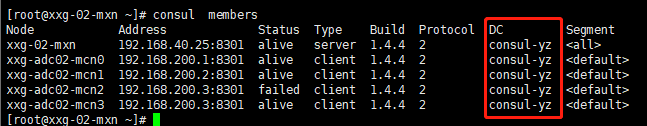 [root@xxg-02-mxn ~]# consul  members
Node            Address             Status  Type    Build  Protocol  DC         Segment
xxg-02-mxn      192.168.40.25:8301  alive   server  1.4.4  2         consul-yz  <all>
xxg-adc02-mcn0  192.168.200.1:8301  alive   client  1.4.4  2         consul-yz  <default>
xxg-adc02-mcn1  192.168.200.2:8301  alive   client  1.4.4  2         consul-yz  <default>
xxg-adc02-mcn2  192.168.200.3:8301  failed  client  1.4.4  2         consul-yz  <default>
xxg-adc02-mcn3  192.168.200.3:8301  alive   client  1.4.4  2         consul-yz  <default>
[root@xxg-02-mxn ~]#